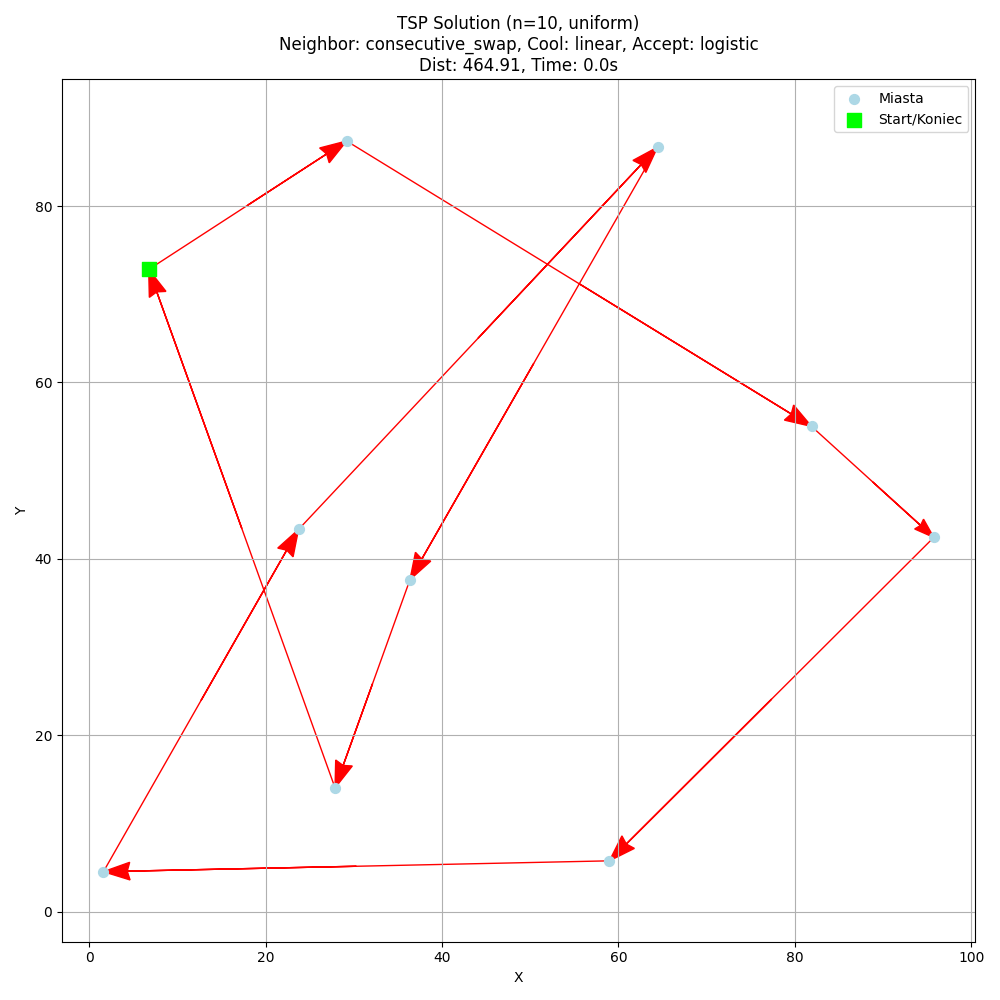 TSP Solution (n=10, uniform)
Neighbor: consecutive_swap, Cool: linear, Accept: logistic
Dist: 464.91, Time: 0.0s
Miasta
Start/Koniec
80
60
40
20
0
Y
0 20 40 60 80 100
X